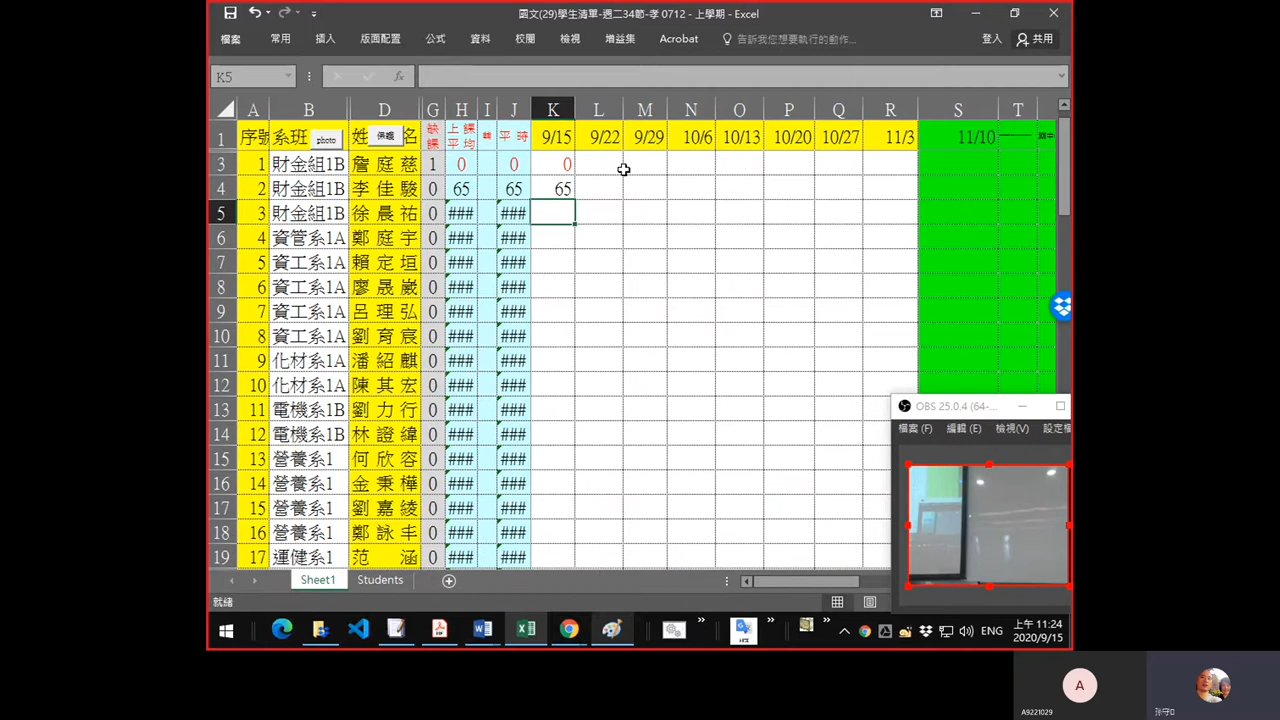 國文(29)學生清單-週二34節-孝 0712 - 上學期 - Excel
檔案 常用 插入 版面配置 公式 資料 校閱 檢視 增益集 Acrobat 告訴我您想要執行的動作... 登入 共用
K5 fx
A B D G H I J K L M N O P Q R S T
1 序號 系班 photo 姓 保護 名 缺課 上課平均 平時 9/15 9/22 9/29 10/6 10/13 10/20 10/27 11/3 11/10
3 1 財金組1B 詹庭慈 1 0 0 0
4 2 財金組1B 李佳駿 0 65 65 65
5 3 財金組1B 徐晨祐 0 ### ###
6 4 資管系1A 鄭庭宇 0 ### ###
7 5 資工系1A 賴定垣 0 ### ###
8 6 資工系1A 廖晟崴 0 ### ###
9 7 資工系1A 呂理弘 0 ### ###
10 8 資工系1A 劉育宸 0 ### ###
11 9 化材系1A 潘紹麒 0 ### ###
12 10 化材系1A 陳其宏 0 ### ###
13 11 電機系1B 劉力行 0 ### ###
14 12 電機系1B 林證緯 0 ### ###
15 13 營養系1 何欣容 0 ### ###
16 14 營養系1 金秉樺 0 ### ###
17 15 營養系1 劉嘉綾 0 ### ###
18 16 營養系1 鄭詠丰 0 ### ###
19 17 運健系1 范涵 0 ### ###
OBS 25.0.4 (64-...
檔案(F) 編輯(E) 檢視(V) 設定檔
Sheet1 Students
就緒
ENG 上午 11:24
2020/9/15
A
A9221029